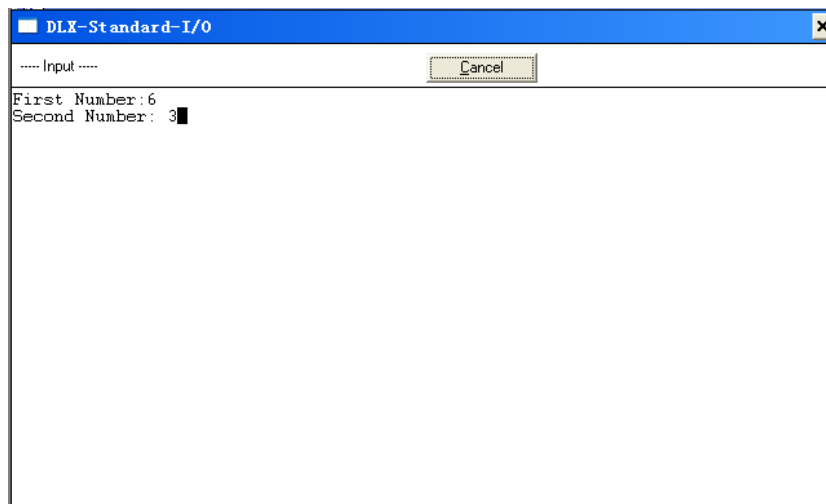 DLX-Standard-I/O
----- Input -----
Cancel
First Number:6
Second Number: 3